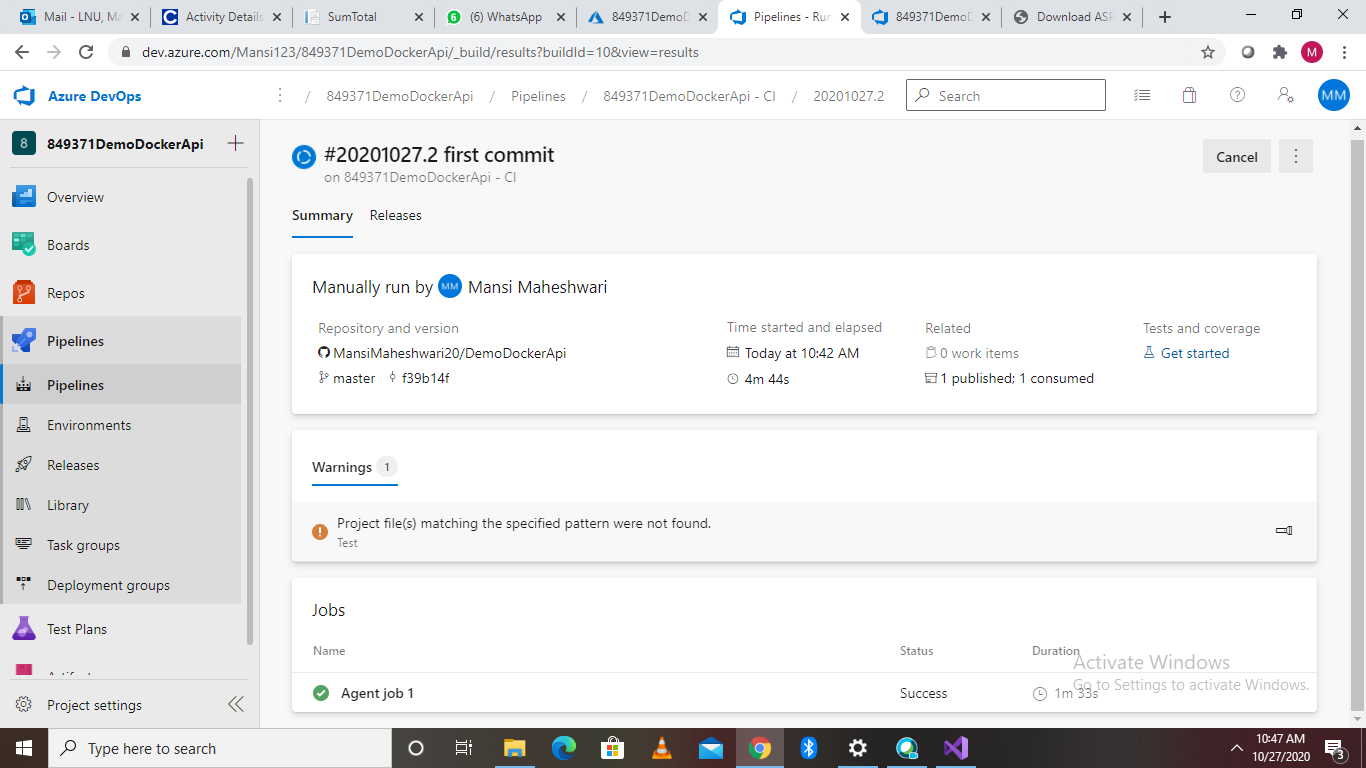 Mail - LNU, Ma
Activity Details
SumTotal
(6) WhatsApp
849371DemoD
Pipelines - Run
849371DemoD
Download ASP
dev.azure.com/Mansi123/849371DemoDockerApi/_build/results?buildId=10&view=results
M
Azure DevOps
/ 849371DemoDockerApi / Pipelines / 849371DemoDockerApi - CI / 20201027.2
Search
MM
8
849371DemoDockerApi
Overview
Boards
Repos
Pipelines
Pipelines
Environments
Releases
Library
Task groups
Deployment groups
Test Plans
Project settings
#20201027.2 first commit
on 849371DemoDockerApi - CI
Cancel
Summary
Releases
Manually run by MM Mansi Maheshwari
Repository and version
MansiMaheshwari20/DemoDockerApi
master f39b14f
Time started and elapsed
Today at 10:42 AM
4m 44s
Related
0 work items
1 published; 1 consumed
Tests and coverage
Get started
Warnings 1
Project file(s) matching the specified pattern were not found.
Test
Jobs
Name Status Duration
Agent job 1 Success 1m 33s
Activate Windows
Go to Settings to activate Windows.
Type here to search
10:47 AM
10/27/2020
3